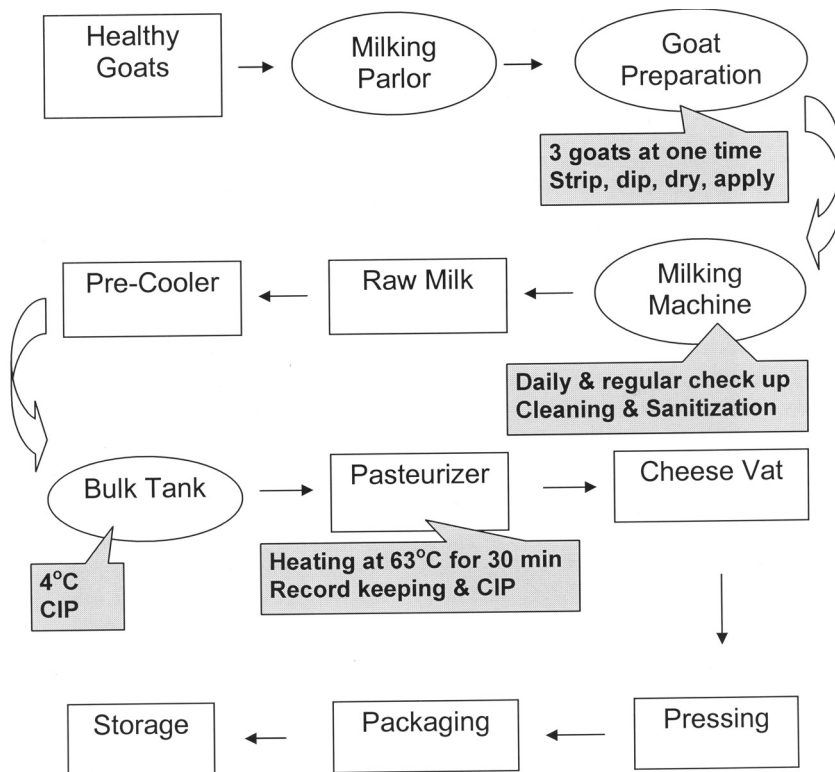 Healthy
Goats
Milking
Parlor
Goat
Preparation
3 goats at one time
Strip, dip, dry, apply
Pre-Cooler
Raw Milk
Milking
Machine
Daily & regular check up
Cleaning & Sanitization
Bulk Tank
Pasteurizer
Cheese Vat
4°C
CIP
Heating at 63°C for 30 min
Record keeping & CIP
Storage
Packaging
Pressing